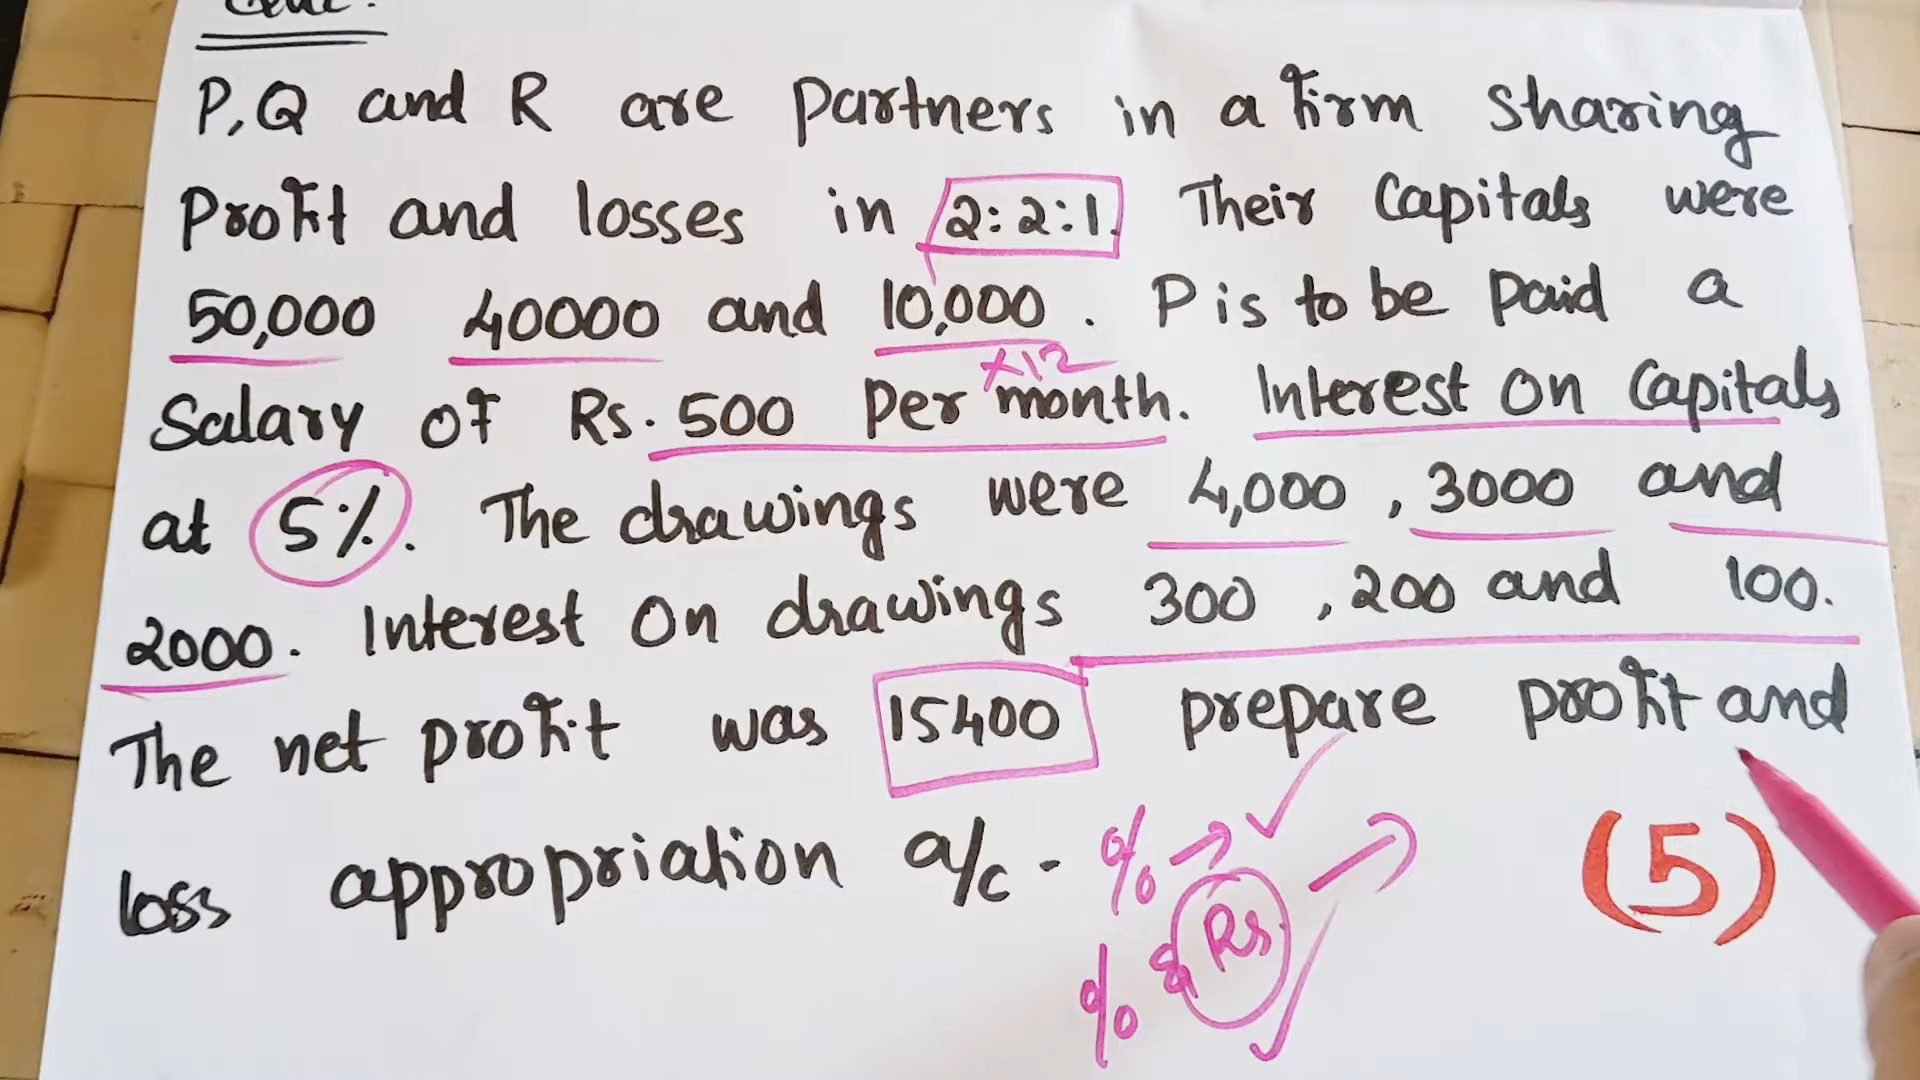 P, Q and R are partners in a firm sharing
Profit and losses in 2:2:1. Their Capitals were
50,000 40000 and 10,000. P is to be paid a
×12
Salary of Rs. 500 Per month. Interest on Capitals
at 5%. The drawings were 4,000, 3000 and
2000. Interest on drawings 300, 200 and 100.
The net profit was 15400 prepare profit and
loss appropriation a/c -
% →
(5)
% & Rs